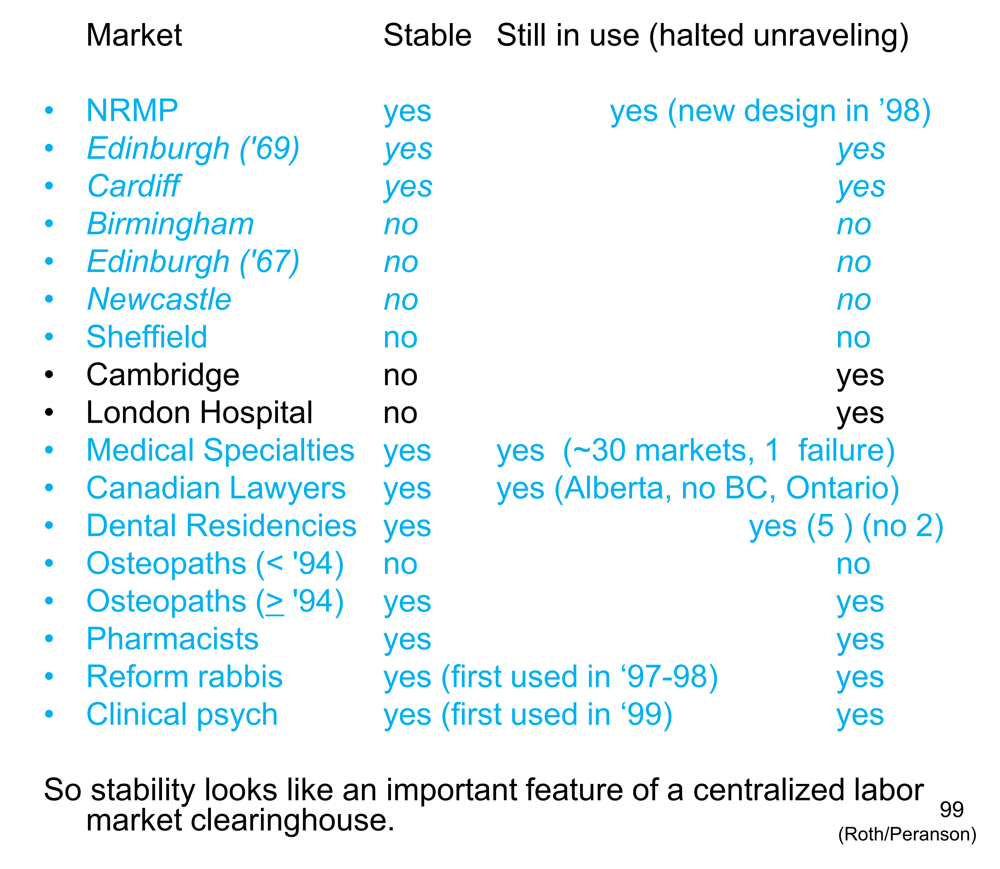 Market Stable Still in use (halted unraveling)
• NRMP yes yes (new design in ’98)
• Edinburgh ('69) yes yes
• Cardiff yes yes
• Birmingham no no
• Edinburgh ('67) no no
• Newcastle no no
• Sheffield no no
• Cambridge no yes
• London Hospital no yes
• Medical Specialties yes yes (~30 markets, 1 failure)
• Canadian Lawyers yes yes (Alberta, no BC, Ontario)
• Dental Residencies yes yes (5 ) (no 2)
• Osteopaths (< '94) no no
• Osteopaths (≥ '94) yes yes
• Pharmacists yes yes
• Reform rabbis yes (first used in ‘97-98) yes
• Clinical psych yes (first used in ‘99) yes
So stability looks like an important feature of a centralized labor
market clearinghouse.
99
(Roth/Peranson)